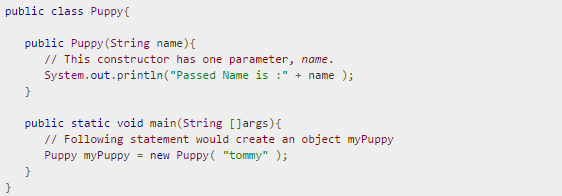 public class Puppy{
public Puppy(String name){
// This constructor has one parameter, name.
System.out.println("Passed Name is :" + name );
}
public static void main(String []args){
// Following statement would create an object myPuppy
Puppy myPuppy = new Puppy( "tommy" );
}
}